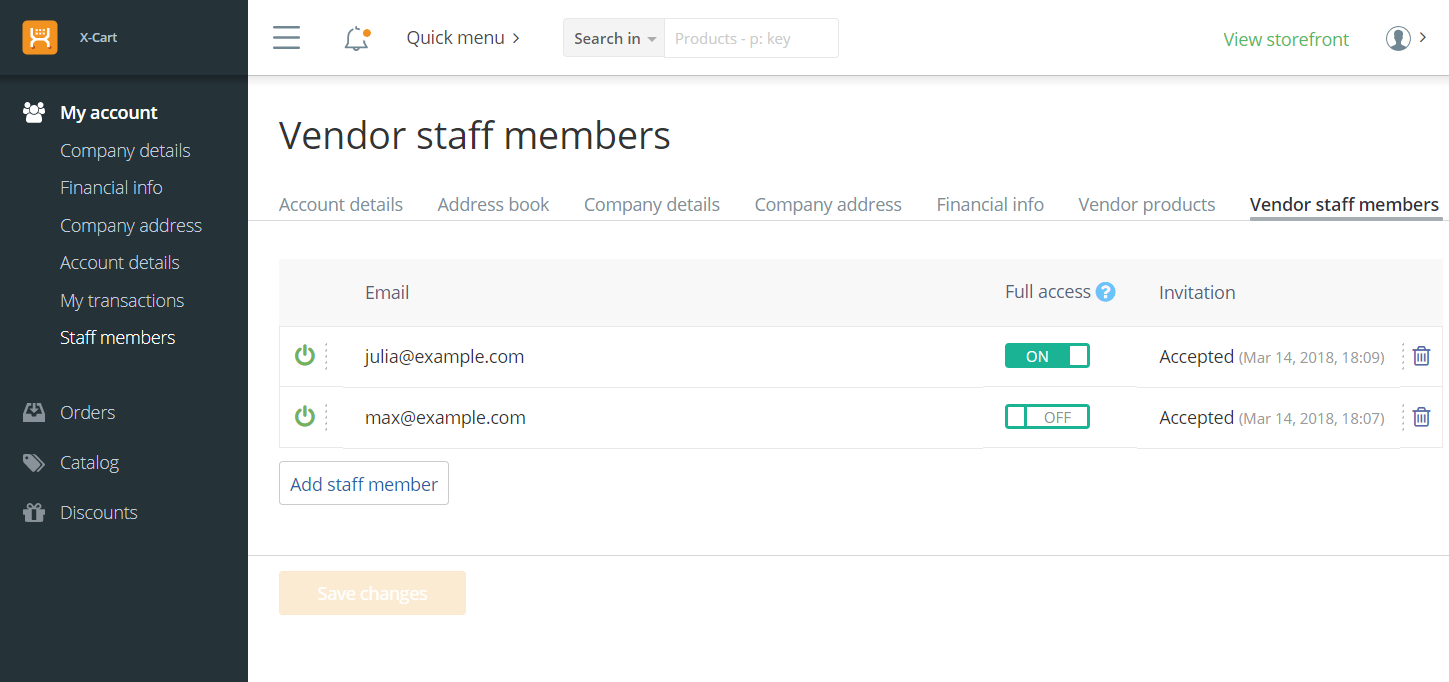 X-Cart
Quick menu
Search in
Products - p: key
View storefront
My account
Company details
Financial info
Company address
Account details
My transactions
Staff members
Orders
Catalog
Discounts
Vendor staff members
Account details Address book Company details Company address Financial info Vendor products Vendor staff members
Email Full access ? Invitation
julia@example.com ON Accepted (Mar 14, 2018, 18:09)
max@example.com OFF Accepted (Mar 14, 2018, 18:07)
Add staff member
Save changes